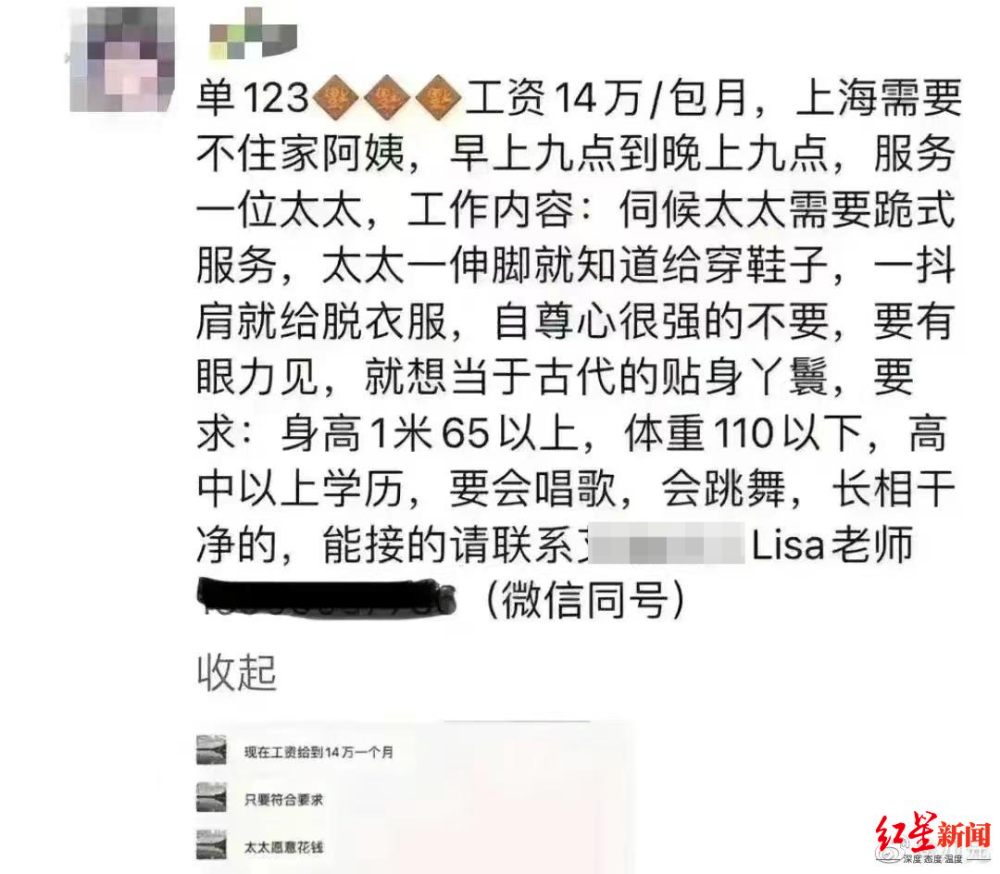 单123 工资14万/包月，上海需要
不住家阿姨，早上九点到晚上九点，服务
一位太太，工作内容：伺候太太需要跪式
服务，太太一伸脚就知道给穿鞋子，一抖
肩就给脱衣服，自尊心很强的不要，要有
眼力见，就想当于古代的贴身丫鬟，要
求：身高1米65以上，体重110以下，高
中以上学历，要会唱歌，会跳舞，长相干
净的，能接的请联系 Lisa老师
（微信同号）
收起
现在工资给到14万一个月
只要符合要求
太太愿意花钱
红星新闻
深度 态度 温度